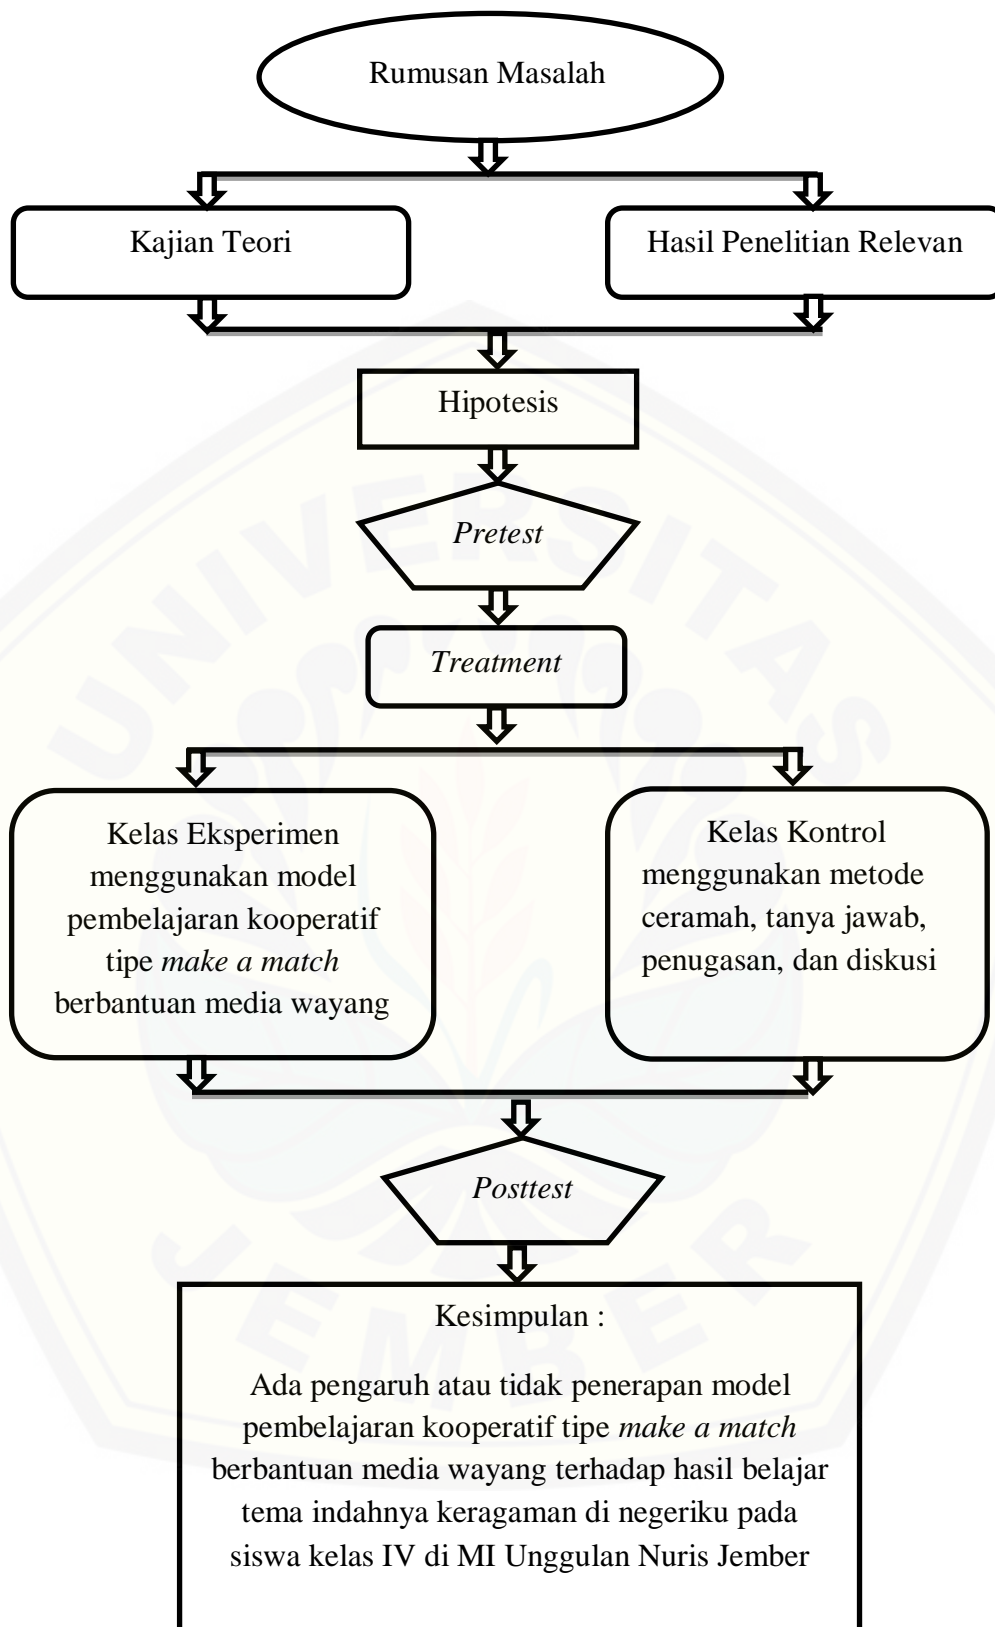 Rumusan Masalah
Kajian Teori
Hasil Penelitian Relevan
Hipotesis
Pretest
Treatment
Kelas Eksperimen
menggunakan model
pembelajaran kooperatif
tipe make a match
berbantuan media wayang
Kelas Kontrol
menggunakan metode
ceramah, tanya jawab,
penugasan, dan diskusi
Posttest
Kesimpulan :
Ada pengaruh atau tidak penerapan model
pembelajaran kooperatif tipe make a match
berbantuan media wayang terhadap hasil belajar
tema indahnya keragaman di negeriku pada
siswa kelas IV di MI Unggulan Nuris Jember
UNIVERSITAS
JEMBER